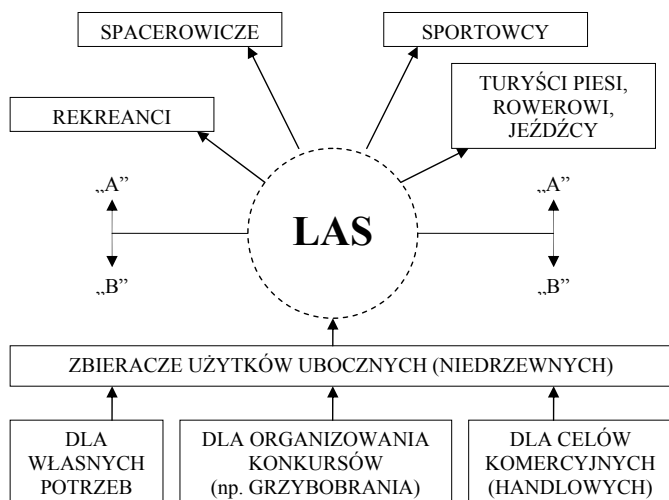 SPACEROWICZE
SPORTOWCY
REKREANCI
TURYŚCI PIESI,
ROWEROWI,
JEŹDŹCY
„A”
„A”
LAS
„B”
„B”
ZBIERACZE UŻYTKÓW UBOCZNYCH (NIEDRZEWNYCH)
DLA
WŁASNYCH
POTRZEB
DLA ORGANIZOWANIA
KONKURSÓW
(np. GRZYBOBRANIA)
DLA CELÓW
KOMERCYJNYCH
(HANDLOWYCH)